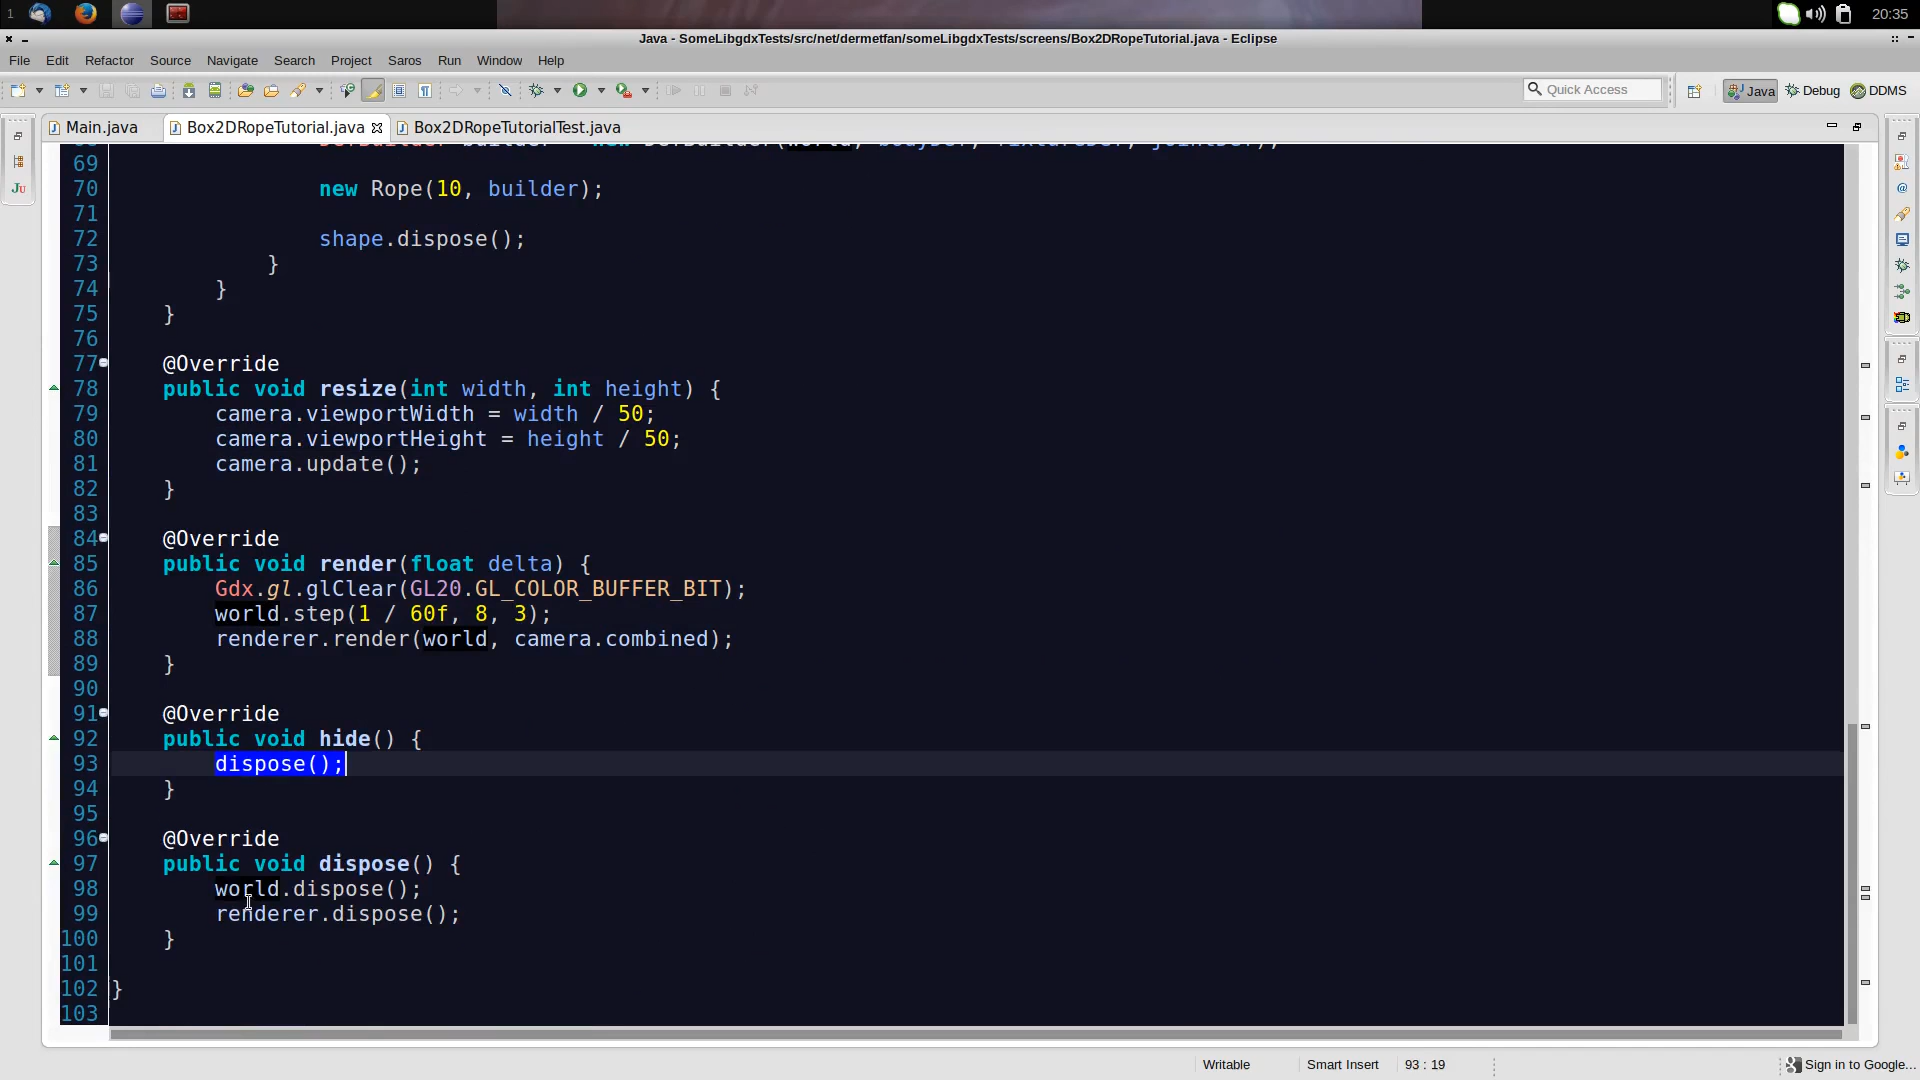 1
20:35
Java - SomeLibgdxTests/src/net/dermetfan/someLibgdxTests/screens/Box2DRopeTutorial.java - Eclipse
File Edit Refactor Source Navigate Search Project Saros Run Window Help
Quick Access Java Debug DDMS
Main.java Box2DRopeTutorial.java Box2DRopeTutorialTest.java
69
70 new Rope(10, builder);
71
72 shape.dispose();
73 }
74 }
75 }
76
77 @Override
78 public void resize(int width, int height) {
79 camera.viewportWidth = width / 50;
80 camera.viewportHeight = height / 50;
81 camera.update();
82 }
83
84 @Override
85 public void render(float delta) {
86 Gdx.gl.glClear(GL20.GL_COLOR_BUFFER_BIT);
87 world.step(1 / 60f, 8, 3);
88 renderer.render(world, camera.combined);
89 }
90
91 @Override
92 public void hide() {
93 dispose();
94 }
95
96 @Override
97 public void dispose() {
98 world.dispose();
99 renderer.dispose();
100 }
101
102 }
103
Writable Smart Insert 93 : 19 Sign in to Google...